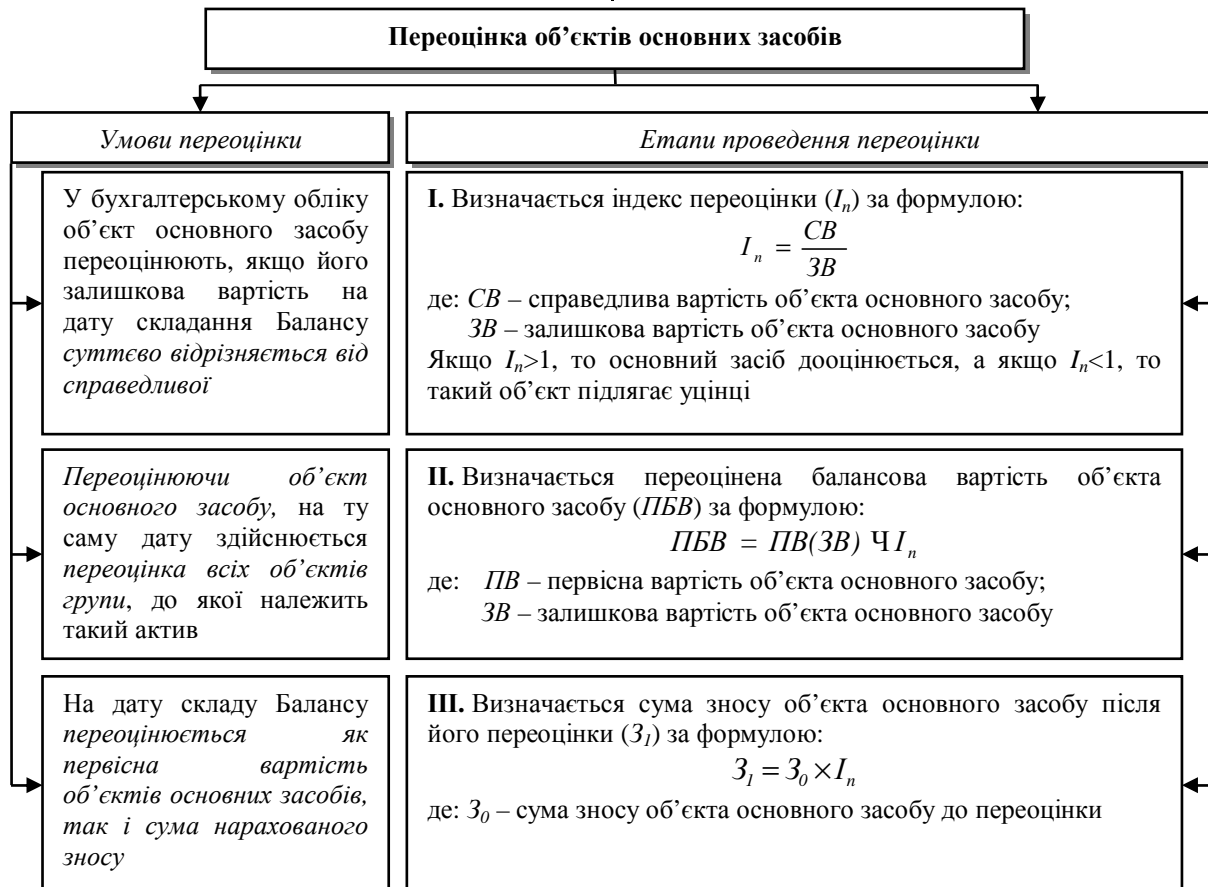 Переоцінка об’єктів основних засобів
Умови переоцінки
У бухгалтерському обліку
об’єкт основного засобу
переоцінюють, якщо його
залишкова вартість на
дату складання Балансу
суттєво відрізняється від
справедливої
Переоцінюючи об’єкт
основного засобу, на ту
саму дату здійснюється
переоцінка всіх об’єктів
групи, до якої належить
такий актив
На дату складу Балансу
переоцінюється як
первісна вартість
об’єктів основних засобів,
так і сума нарахованого
зносу
Етапи проведення переоцінки
I. Визначається індекс переоцінки (Iп) за формулою:
I п = СВ / ЗВ
де: СВ – справедлива вартість об’єкта основного засобу;
ЗВ – залишкова вартість об’єкта основного засобу
Якщо Iп>1, то основний засіб дооцінюється, а якщо Iп<1, то
такий об’єкт підлягає уцінці
II. Визначається переоцінена балансова вартість об’єкта
основного засобу (ПБВ) за формулою:
ПБВ = ПВ(ЗВ) Ч I п
де: ПВ – первісна вартість об’єкта основного засобу;
ЗВ – залишкова вартість об’єкта основного засобу
III. Визначається сума зносу об’єкта основного засобу після
його переоцінки (З1) за формулою:
З1 = З0 × I п
де: З0 – сума зносу об’єкта основного засобу до переоцінки